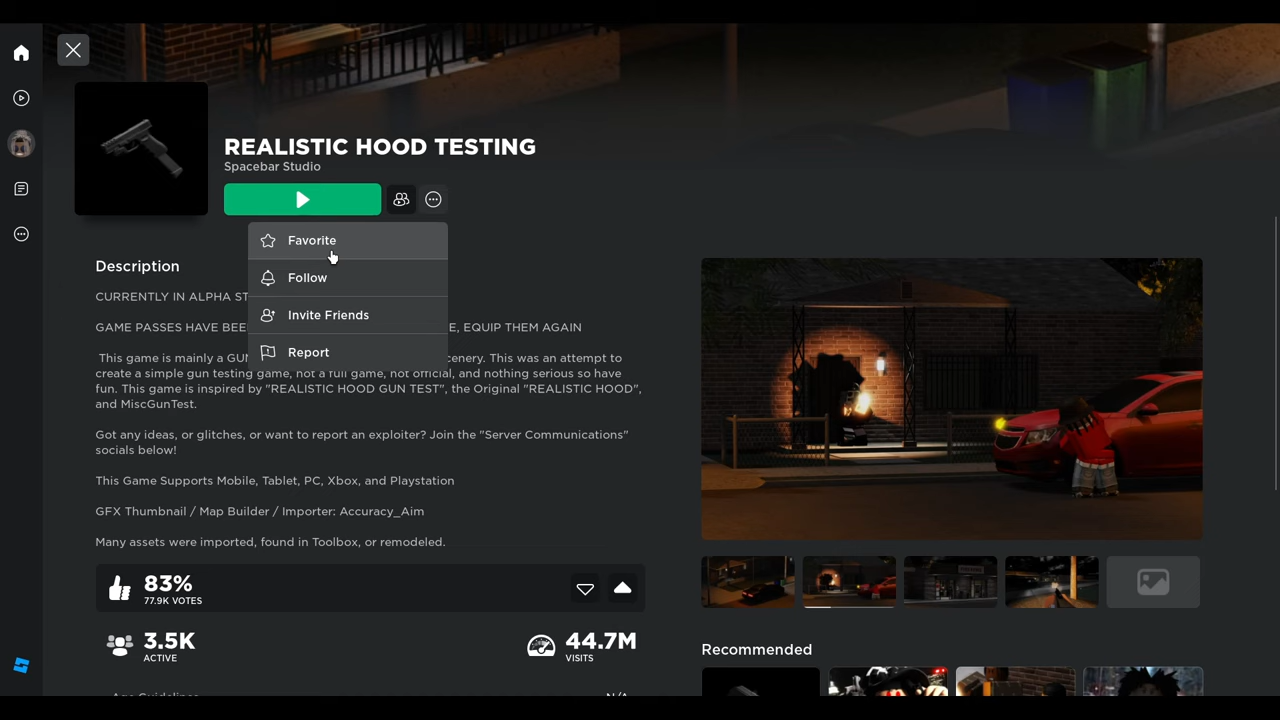 REALISTIC HOOD TESTING
Spacebar Studio
Favorite
Follow
Invite Friends
Report
Description
CURRENTLY IN ALPHA
GAME PASSES HAVE EQUIP THEM AGAIN
This game is mainly a This was an attempt to
create a simple gun testing game, not a full game, not official, and nothing serious so have
fun. This game is inspired by "REALISTIC HOOD GUN TEST", the Original "REALISTIC HOOD",
and MiscGunTest.
Got any ideas, or glitches, or want to report an exploiter? Join the "Server Communications"
socials below!
This Game Supports Mobile, Tablet, PC, Xbox, and Playstation
GFX Thumbnail / Map Builder / Importer: Accuracy_Aim
Many assets were imported, found in Toolbox, or remodeled.
83%
77.9K VOTES
3.5K
ACTIVE
44.7M
VISITS
Recommended